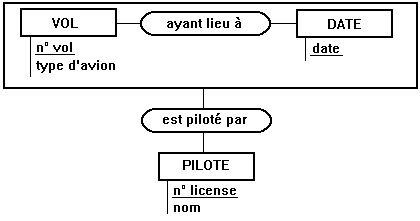 VOL
ayant lieu à
DATE
n° vol
type d'avion
date
est piloté par
PILOTE
n° license
nom